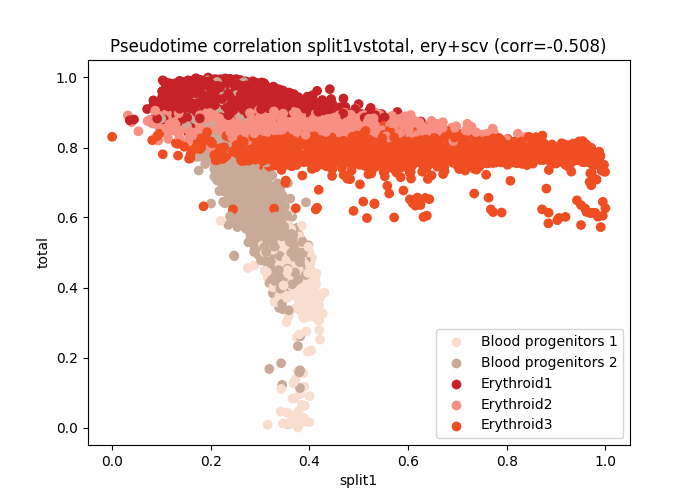 Pseudotime correlation split1vstotal, ery+scv (corr=-0.508)
1.0
0.8
0.6
0.4
0.2
0.0
total
0.0 0.2 0.4 0.6 0.8 1.0
split1
Blood progenitors 1
Blood progenitors 2
Erythroid1
Erythroid2
Erythroid3